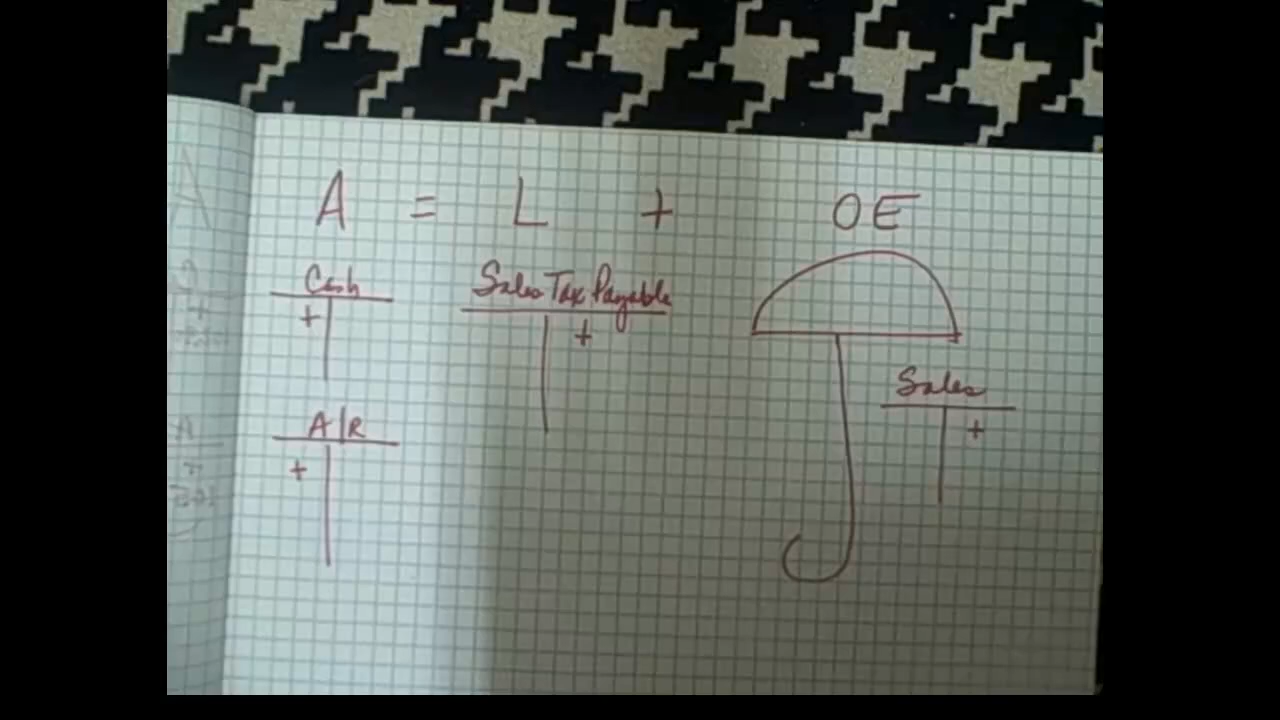 A = L + OE
Cash
+
Sales Tax Payable
+
Sales
+
A/R
+